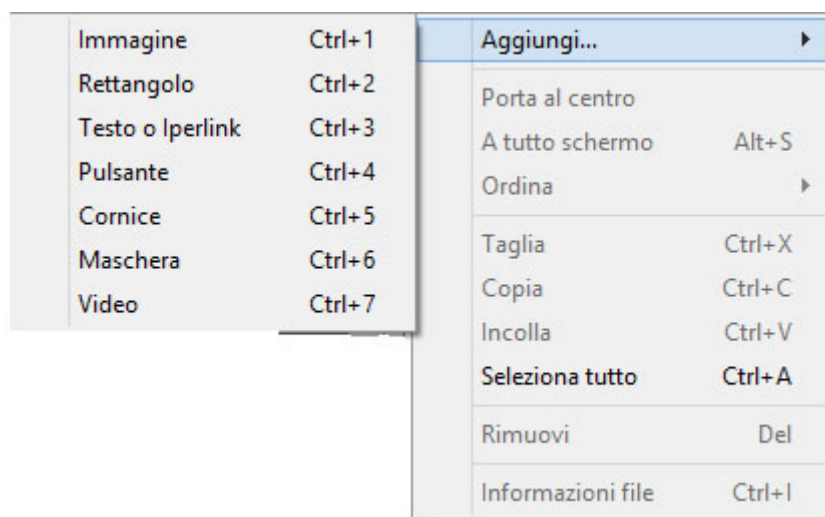 Immagine Ctrl+1
Rettangolo Ctrl+2
Testo o Iperlink Ctrl+3
Pulsante Ctrl+4
Cornice Ctrl+5
Maschera Ctrl+6
Video Ctrl+7
Aggiungi...
Porta al centro
A tutto schermo Alt+S
Ordina
Taglia Ctrl+X
Copia Ctrl+C
Incolla Ctrl+V
Seleziona tutto Ctrl+A
Rimuovi Del
Informazioni file Ctrl+I